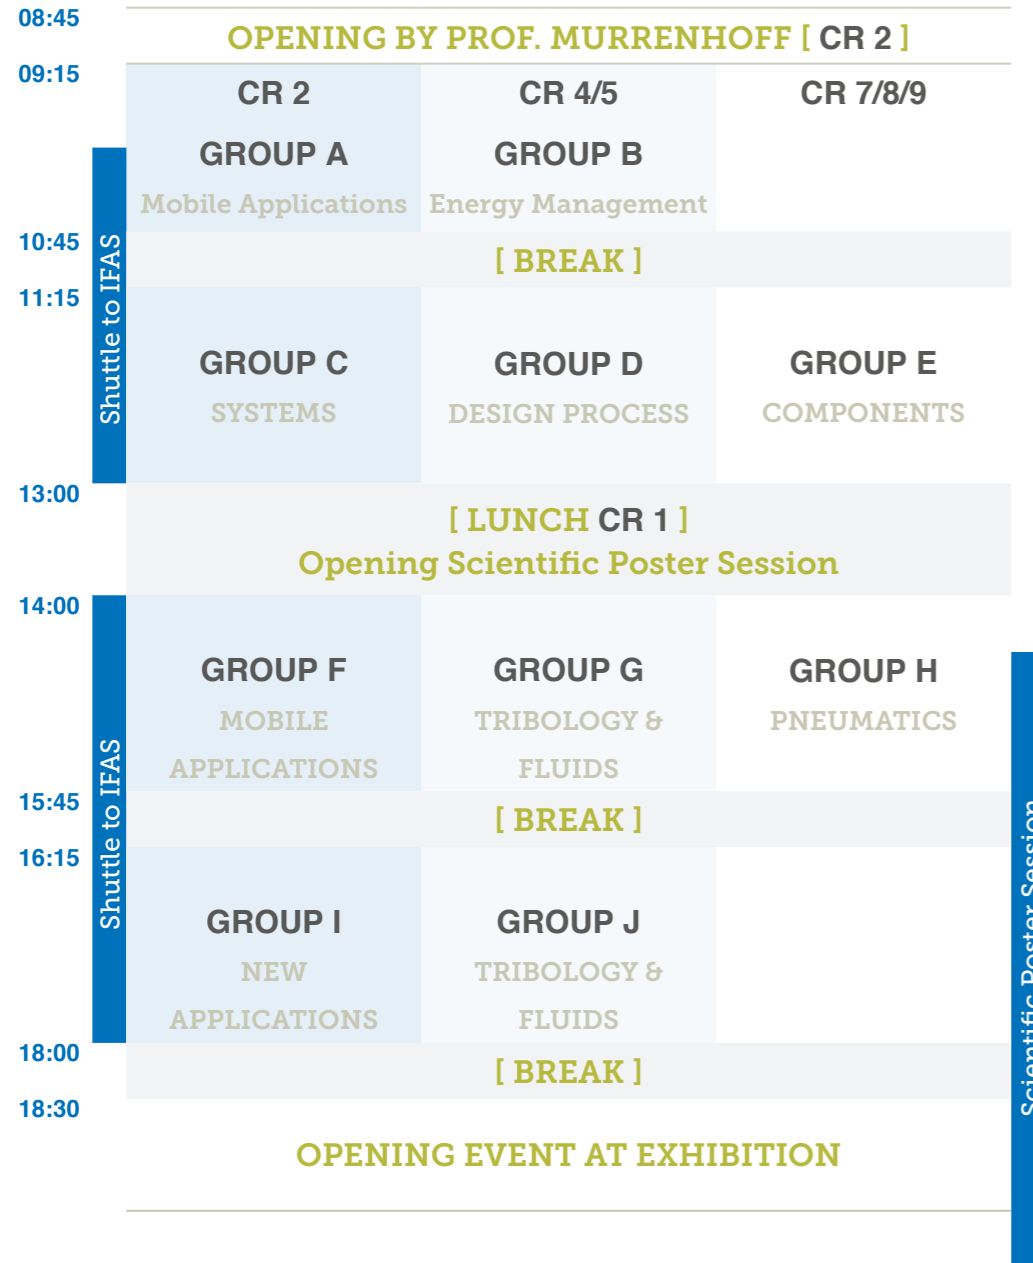 08:45
OPENING BY PROF. MURRENHOFF [ CR 2 ]
09:15
CR 2
CR 4/5
CR 7/8/9
GROUP A
GROUP B
Mobile Applications
Energy Management
10:45
[ BREAK ]
Shuttle to IFAS
11:15
GROUP C
GROUP D
GROUP E
SYSTEMS
DESIGN PROCESS
COMPONENTS
13:00
[ LUNCH CR 1 ]
Opening Scientific Poster Session
14:00
GROUP F
GROUP G
GROUP H
MOBILE
APPLICATIONS
TRIBOLOGY &
FLUIDS
PNEUMATICS
15:45
[ BREAK ]
Shuttle to IFAS
16:15
GROUP I
GROUP J
NEW
APPLICATIONS
TRIBOLOGY &
FLUIDS
Scientific Poster Session
18:00
[ BREAK ]
18:30
OPENING EVENT AT EXHIBITION